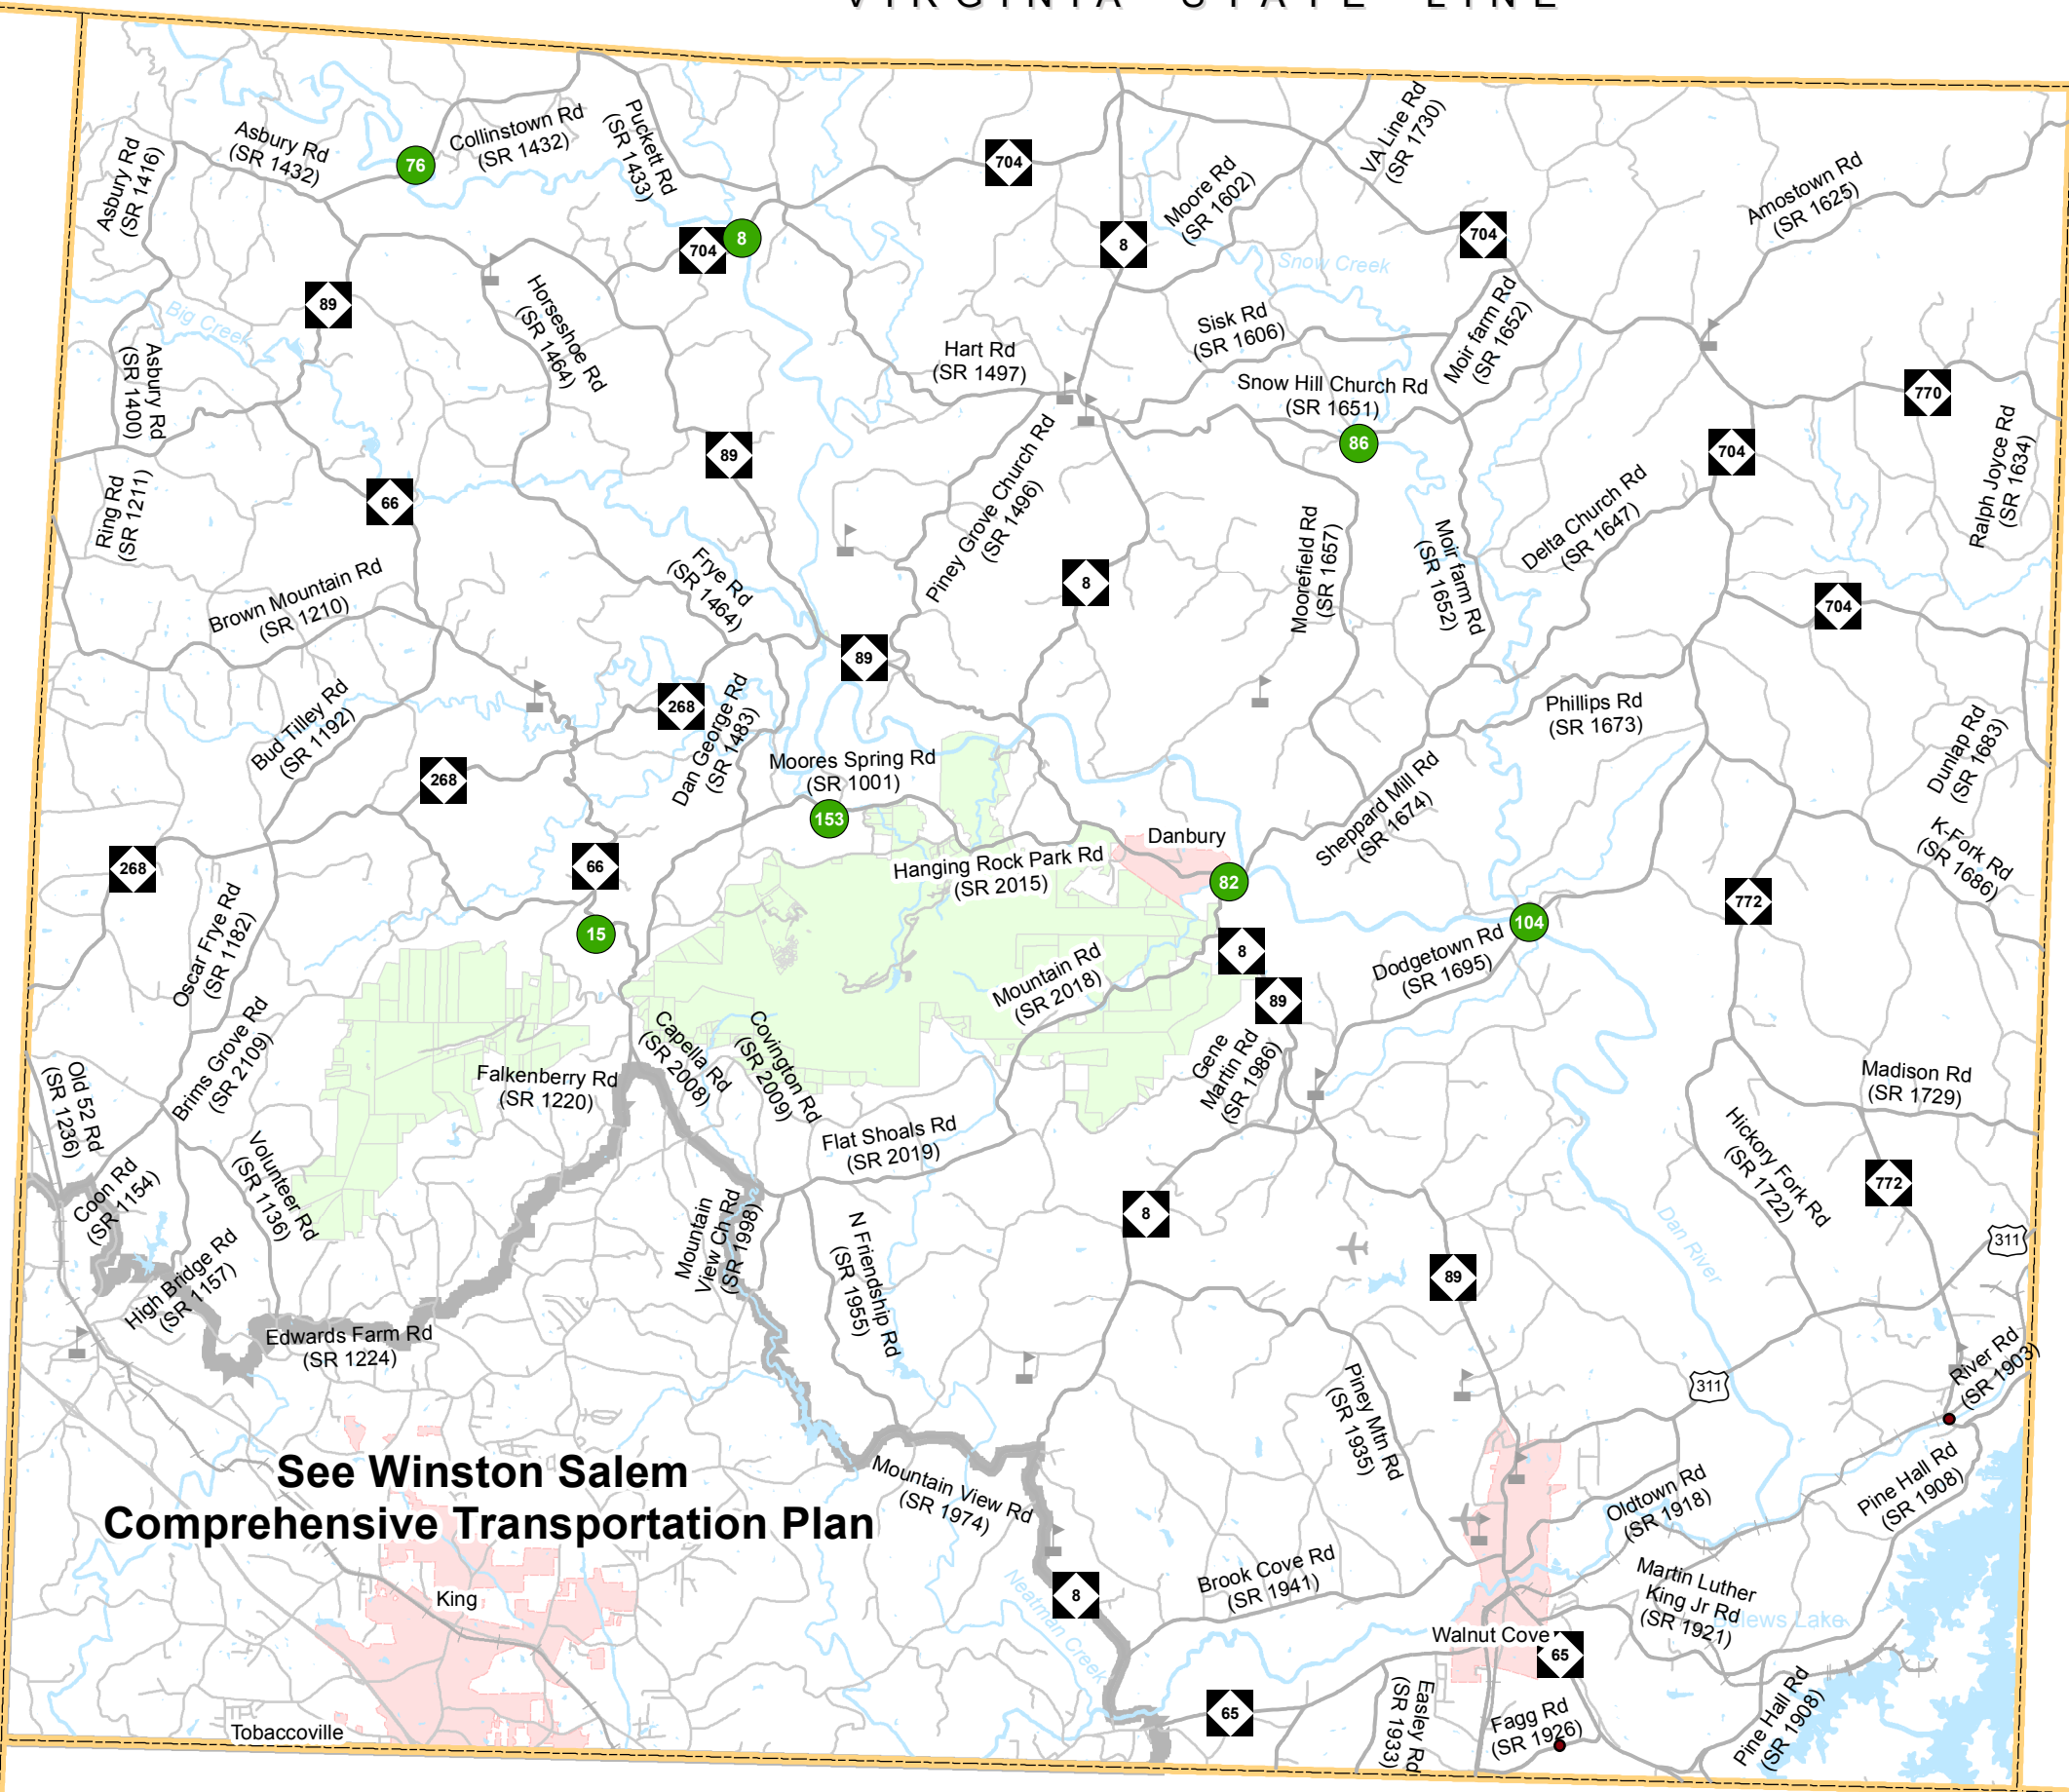 VIRGINIA STATE LINE
Asbury Rd
(SR 1416)
Asbury Rd
(SR 1432)
76
Collinstown Rd
(SR 1432)
Puckett Rd
(SR 1433)
704
8
704
8
Moore Rd
(SR 1602)
VA Line Rd
(SR 1730)
704
Amostown Rd
(SR 1625)
Snow Creek
89
Big Creek
Asbury Rd
(SR 1400)
Horseshoe Rd
(SR 1464)
Hart Rd
(SR 1497)
Sisk Rd
(SR 1606)
Moir farm Rd
(SR 1652)
Snow Hill Church Rd
(SR 1651)
86
770
Ralph Joyce Rd
(SR 1634)
704
89
66
Ring Rd
(SR 1211)
Piney Grove Church Rd
(SR 1496)
8
Moorefield Rd
(SR 1657)
Moir farm Rd
(SR 1652)
Delta Church Rd
(SR 1647)
704
Brown Mountain Rd
(SR 1210)
Frye Rd
(SR 1464)
89
268
Dan George Rd
(SR 1483)
Bud Tilley Rd
(SR 1192)
268
Phillips Rd
(SR 1673)
Dunlap Rd
(SR 1683)
Moores Spring Rd
(SR 1001)
153
Sheppard Mill Rd
(SR 1674)
K-Fork Rd
(SR 1686)
Danbury
Hanging Rock Park Rd
(SR 2015)
82
268
66
15
772
104
Dodgetown Rd
(SR 1695)
8
89
Oscar Frye Rd
(SR 1182)
Mountain Rd
(SR 2018)
Brims Grove Rd
(SR 2109)
Capella Rd
(SR 2008)
Covington Rd
(SR 2009)
Gene
Martin Rd
(SR 1986)
Old 52 Rd
(SR 1236)
Falkenberry Rd
(SR 1220)
Madison Rd
(SR 1729)
Flat Shoals Rd
(SR 2019)
Hickory Fork Rd
(SR 1722)
772
Volunteer Rd
(SR 1136)
Coon Rd
(SR 1154)
Mountain
View Ch Rd
(SR 1998)
N Friendship Rd
(SR 1955)
8
Dan River
311
89
High Bridge Rd
(SR 1157)
Edwards Farm Rd
(SR 1224)
311
River Rd
(SR 1903)
Piney Mtn Rd
(SR 1935)
See Winston Salem
Comprehensive Transportation Plan
Mountain View Rd
(SR 1974)
Oldtown Rd
(SR 1918)
Pine Hall Rd
(SR 1908)
King
Neatman Creek
8
Brook Cove Rd
(SR 1941)
Martin Luther
King Jr Rd
(SR 1921)
Lake
Walnut Cove
65
65
Easley Rd
(SR 1933)
Fagg Rd
(SR 1926)
Pine Hall Rd
(SR 1908)
Tobaccoville